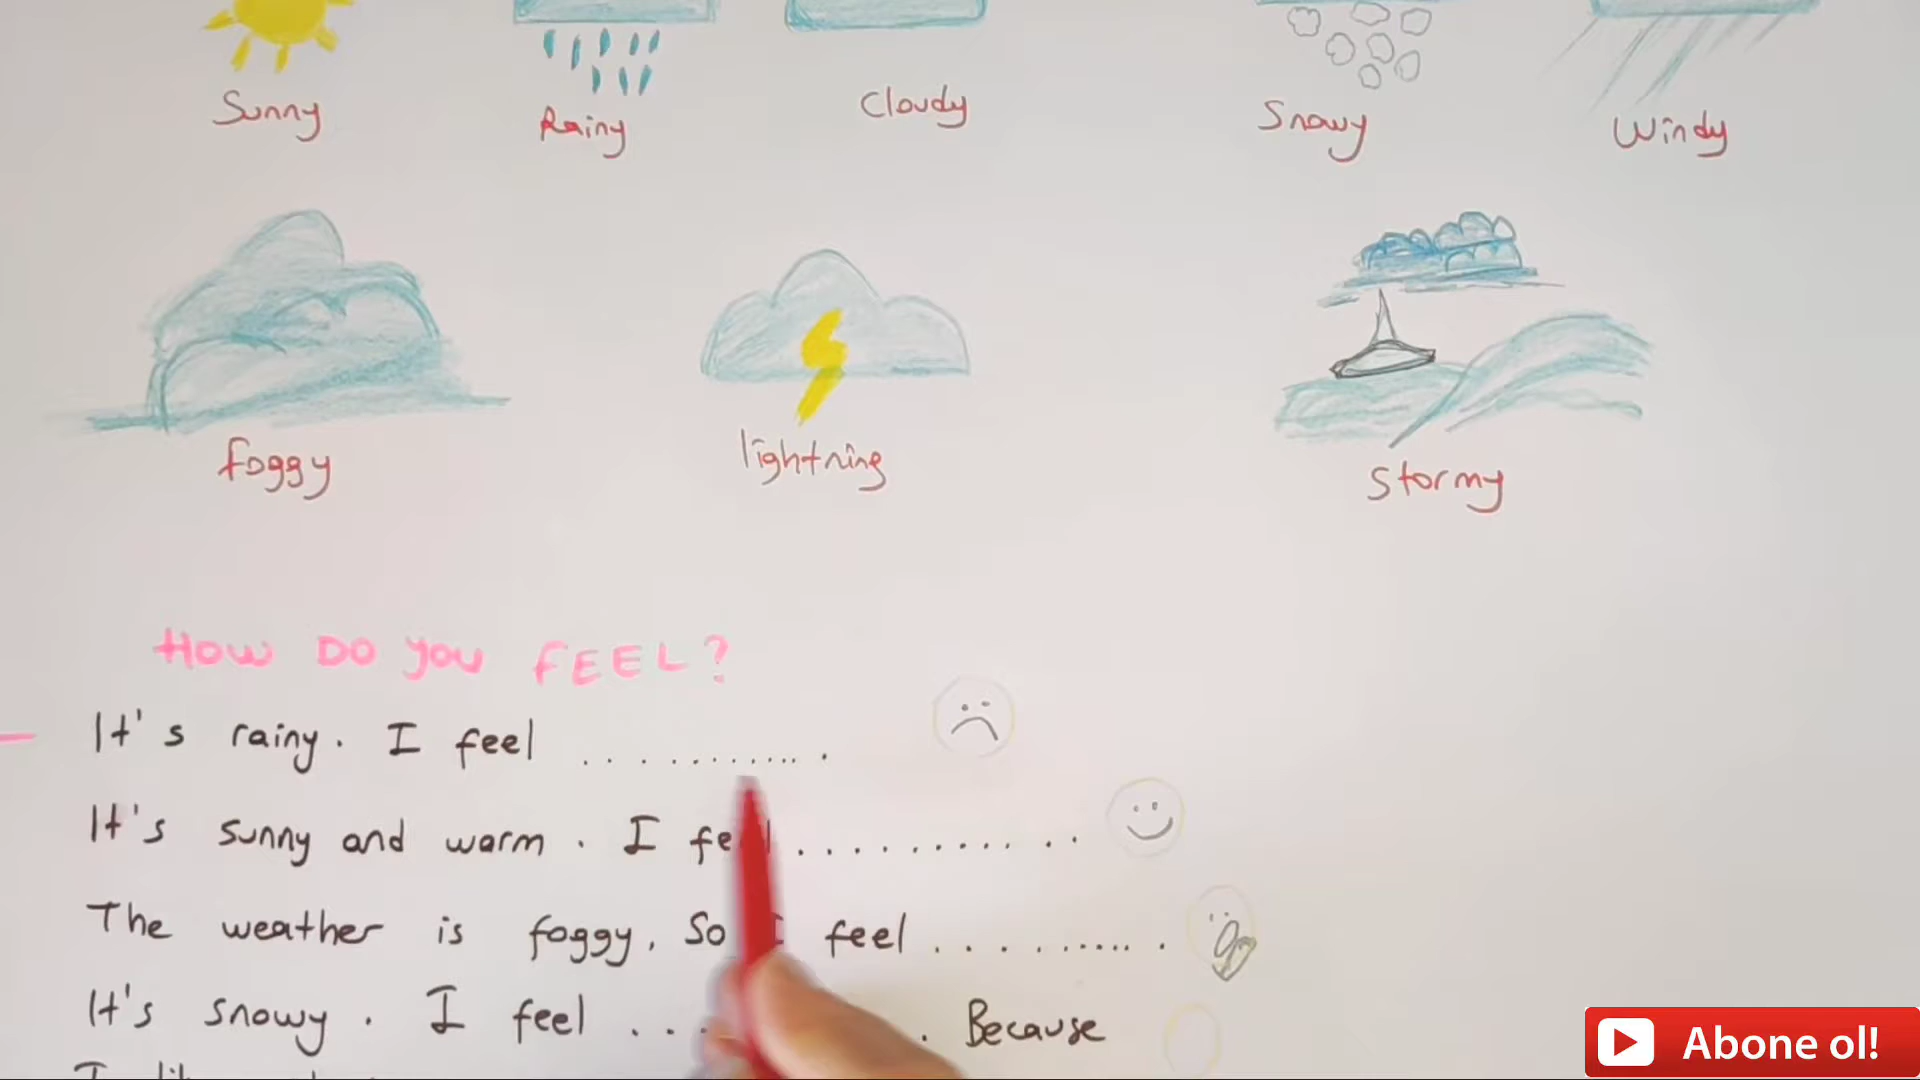 Sunny Rainy Cloudy Snowy Windy
foggy lightning Stormy
HOW DO YOU FEEL?
It's rainy. I feel ............
It's sunny and warm. I feel ............
The weather is foggy. So I feel ............
It's snowy. I feel ... . Because
I
Abone ol!